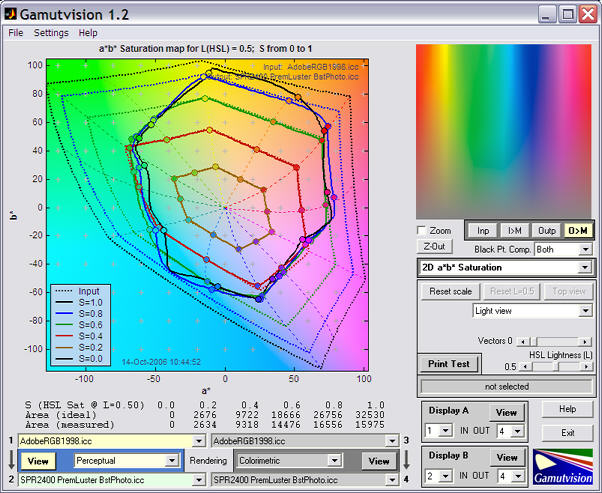 Gamutvision 1.2
File Settings Help
a*b* Saturation map for L(HSL) = 0.5; S from 0 to 1
Input: AdobeRGB1998.icc
Output: SPR2400 PremLuster BstPhoto.icc
100
80
60
40
20
0
-20
-40
-60
-80
-100
b*
Input
S=1.0
S=0.8
S=0.6
S=0.4
S=0.2
S=0.0
14-Oct-2006 10:44:52
-100 -50 0 50 100
a*
S (HSL Sat @ L=0.50) 0.0 0.2 0.4 0.6 0.8 1.0
Area (ideal) 0 2676 9722 18666 26756 32530
Area (measured) 0 2634 9318 14476 16556 15975
1 AdobeRGB1998.icc AdobeRGB1998.icc 3
View Perceptual Rendering Colorimetric View
2 SPR2400 PremLuster BstPhoto.icc SPR2400 PremLuster BstPhoto.icc 4
Zoom Inp I>M Outp O>M
Z-Out Black Pt. Comp. Both
2D a*b* Saturation
Reset scale Reset L=0.5 Top view
Light view
Vectors 0
HSL Lightness (L)
Print Test 0.5
not selected
Display A View
1 IN OUT 4
Display B View
2 IN OUT 4
Help
Exit
Gamutvision